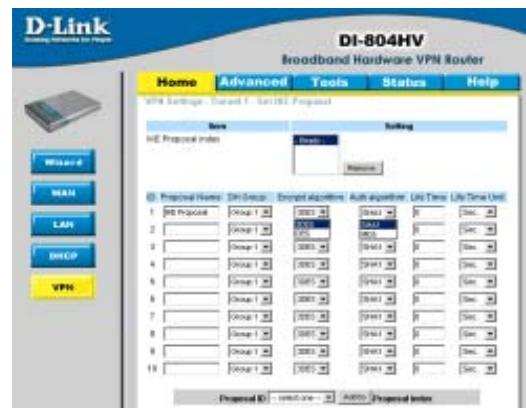 D-Link
Building Networks for People
DI-804HV
Broadband Hardware VPN Router
Home Advanced Tools Status Help
VPN Settings - Tunnel 1 - Set IKE Proposal
Item Setting
IKE Proposal index
- Empty -
Remove
Wizard
WAN
LAN
DHCP
VPN
ID Proposal Name DH Group Encrypt algorithm Auth algorithm Life Time Life Time Unit
1 IKE Proposal Group 1 3DES SHA1 0 Sec.
3DES SHA1
DES MD5
2 Group 1 0 Sec.
3 Group 1 3DES SHA1 0 Sec.
4 Group 1 3DES SHA1 0 Sec.
5 Group 1 3DES SHA1 0 Sec.
6 Group 1 3DES SHA1 0 Sec.
7 Group 1 3DES SHA1 0 Sec.
8 Group 1 3DES SHA1 0 Sec.
9 Group 1 3DES SHA1 0 Sec.
10 Group 1 3DES SHA1 0 Sec.
Proposal ID -- select one -- Add to Proposal index